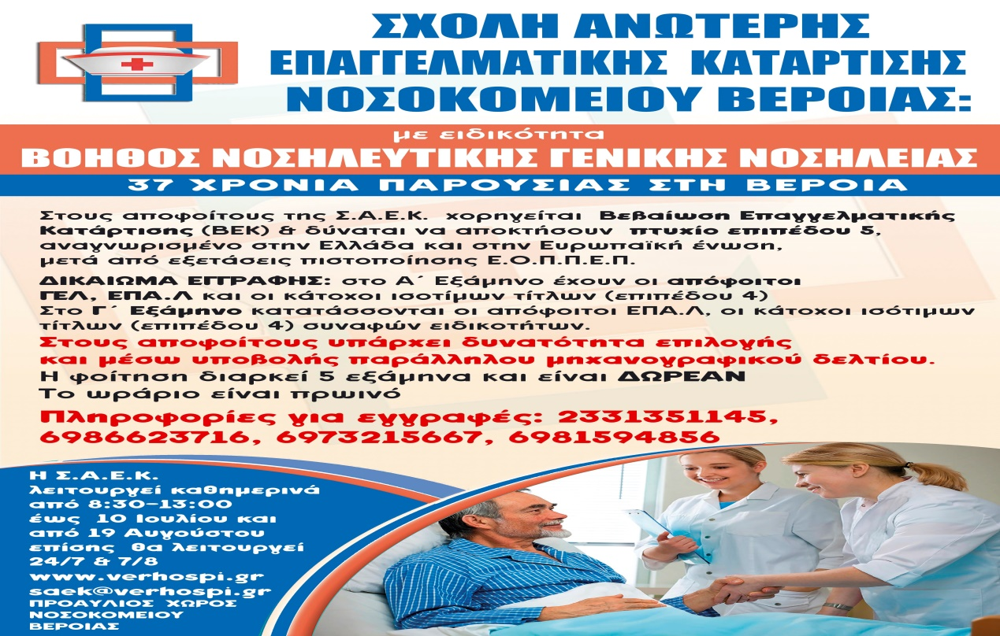 ΣΧΟΛΗ ΑΝΩΤΕΡΗΣ
ΕΠΑΓΓΕΛΜΑΤΙΚΗΣ ΚΑΤΑΡΤΙΣΗΣ
ΝΟΣΟΚΟΜΕΙΟΥ ΒΕΡΟΙΑΣ:
με ειδικότητα
ΒΟΗΘΟΣ ΝΟΣΗΛΕΥΤΙΚΗΣ ΓΕΝΙΚΗΣ ΝΟΣΗΛΕΙΑΣ
37 ΧΡΟΝΙΑ ΠΑΡΟΥΣΙΑΣ ΣΤΗ ΒΕΡΟΙΑ
Στους αποφοίτους της Σ.Α.Ε.Κ. χορηγείται Βεβαίωση Επαγγελματικής
Κατάρτισης (ΒΕΚ) & δύναται να αποκτήσουν πτυχίο επιπέδου 5,
αναγνωρισμένο στην Ελλάδα και στην Ευρωπαϊκή ένωση,
μετά από εξετάσεις πιστοποίησης Ε.Ο.Π.Π.Ε.Π.
ΔΙΚΑΙΩΜΑ ΕΓΓΡΑΦΗΣ: στο Α΄ Εξάμηνο έχουν οι απόφοιτοι
ΓΕΛ, ΕΠΑ.Λ και οι κάτοχοι ισοτίμων τίτλων (επιπέδου 4)
Στο Γ΄ Εξάμηνο κατατάσσονται οι απόφοιτοι ΕΠΑ.Λ, οι κάτοχοι ισότιμων
τίτλων (επιπέδου 4) συναφών ειδικοτήτων.
Στους αποφοίτους υπάρχει δυνατότητα επιλογής
και μέσω υποβολής παράλληλου μηχανογραφικού δελτίου.
Η φοίτηση διαρκεί 5 εξάμηνα και είναι ΔΩΡΕΑΝ
Το ωράριο είναι πρωινό
Πληροφορίες για εγγραφές: 2331351145,
6986623716, 6973215667, 6981594856
Η Σ.Α.Ε.Κ.
λειτουργεί καθημερινά
από 8:30-13:00
έως 10 Ιουλίου και
από 19 Αυγούστου
επίσης θα λειτουργεί
24/7 & 7/8
www.verhospi.gr
saek@verhospi.gr
ΠΡΟΑΥΛΙΟΣ ΧΩΡΟΣ
ΝΟΣΟΚΟΜΕΙΟΥ
ΒΕΡΟΙΑΣ